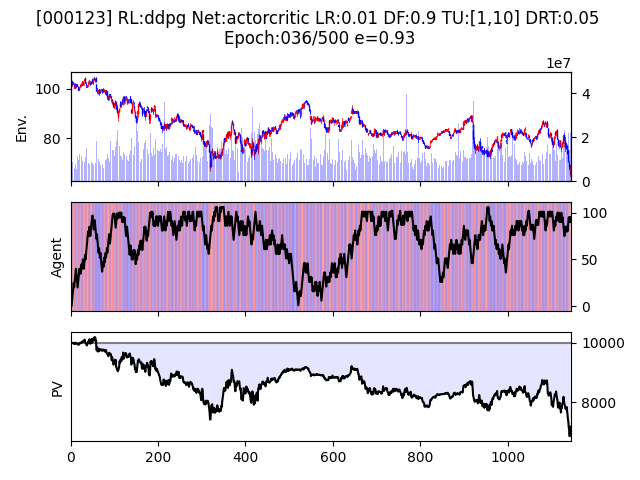 [000123] RL:ddpg Net:actorcritic LR:0.01 DF:0.9 TU:[1,10] DRT:0.05
Epoch:036/500 e=0.93
1e7
Env.
100
80
4
2
0
Agent
100
50
0
PV
10000
8000
0
200
400
600
800
1000